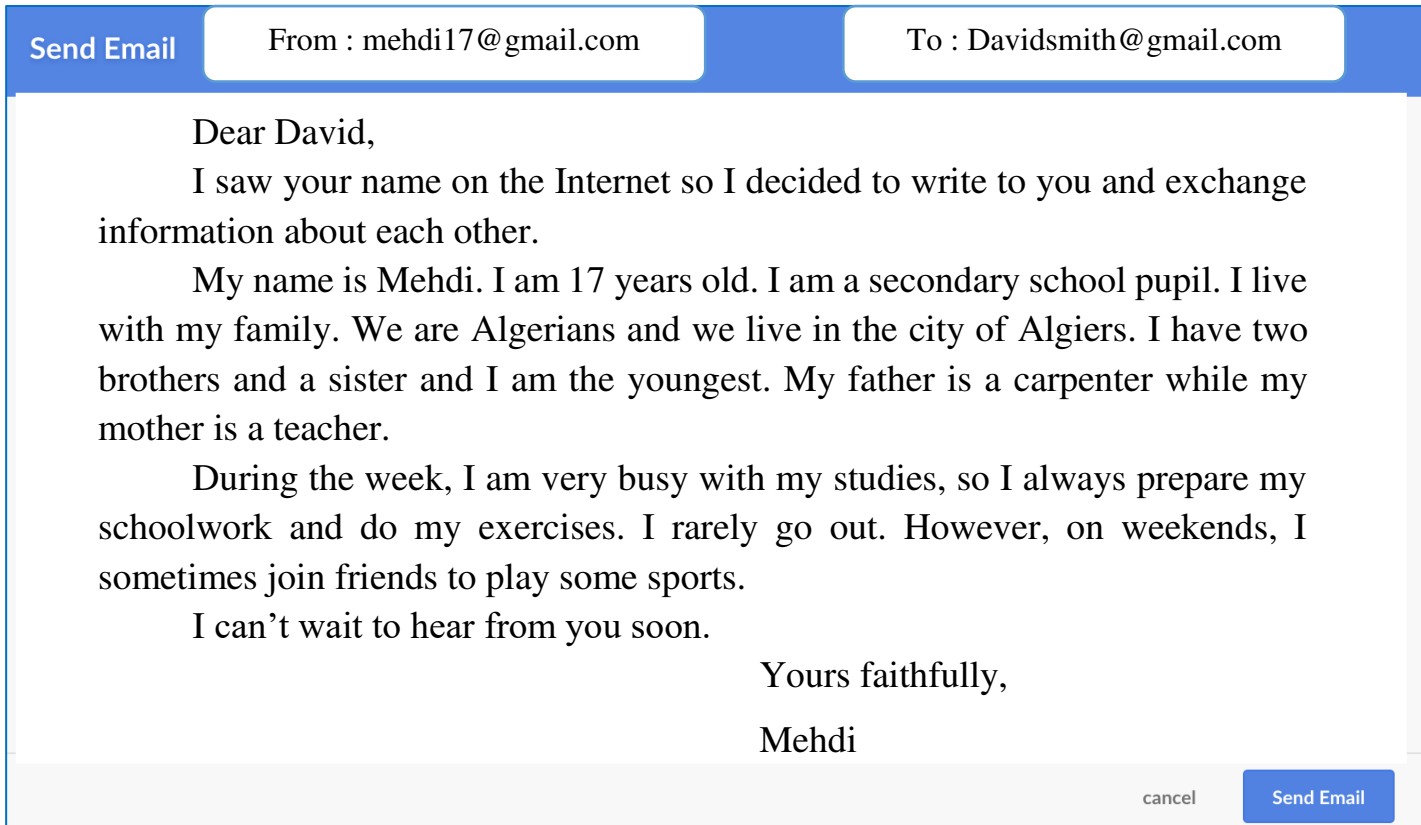 Send Email
From : mehdi17@gmail.com
To : Davidsmith@gmail.com
Dear David,
I saw your name on the Internet so I decided to write to you and exchange
information about each other.
My name is Mehdi. I am 17 years old. I am a secondary school pupil. I live
with my family. We are Algerians and we live in the city of Algiers. I have two
brothers and a sister and I am the youngest. My father is a carpenter while my
mother is a teacher.
During the week, I am very busy with my studies, so I always prepare my
schoolwork and do my exercises. I rarely go out. However, on weekends, I
sometimes join friends to play some sports.
I can’t wait to hear from you soon.
Yours faithfully,
Mehdi
cancel
Send Email